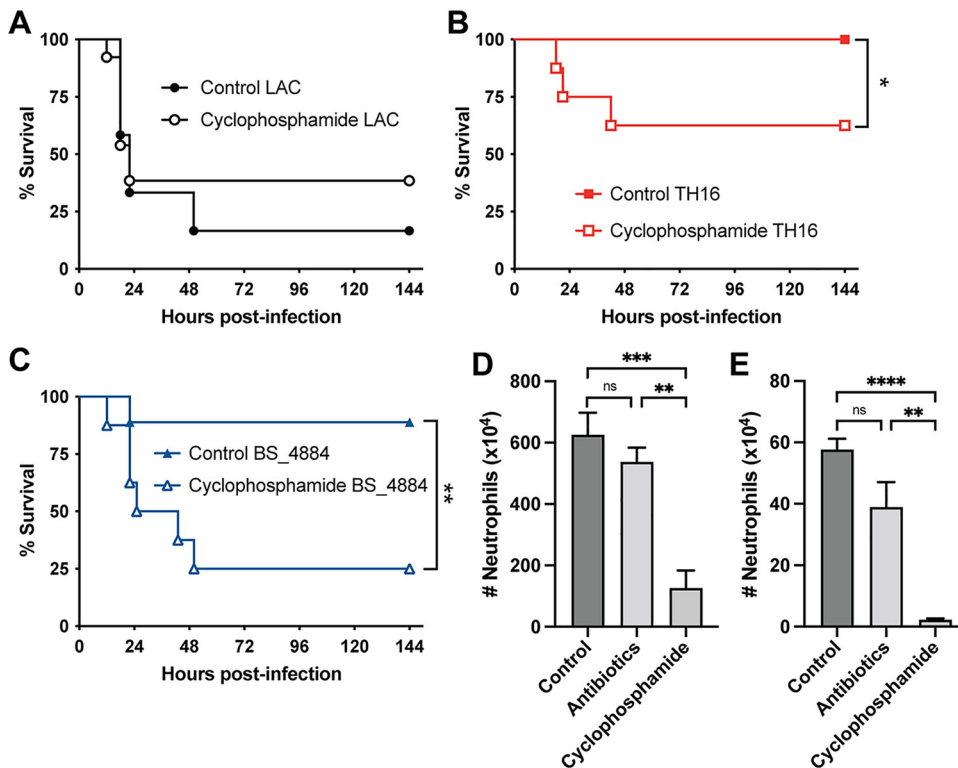 A
% Survival
100
75
50
25
0
Control LAC
Cyclophosphamide LAC
0 24 48 72 96 120 144
Hours post-infection
B
% Survival
100
75
50
25
0
*
Control TH16
Cyclophosphamide TH16
0 24 48 72 96 120 144
Hours post-infection
C
% Survival
100
75
50
25
0
Control BS_4884
Cyclophosphamide BS_4884
**
0 24 48 72 96 120 144
Hours post-infection
D
# Neutrophils (x10⁴)
800
600
400
200
0
***
ns **
Control
Antibiotics
Cyclophosphamide
E
# Neutrophils (x10⁴)
80
60
40
20
0
****
ns **
Control
Antibiotics
Cyclophosphamide